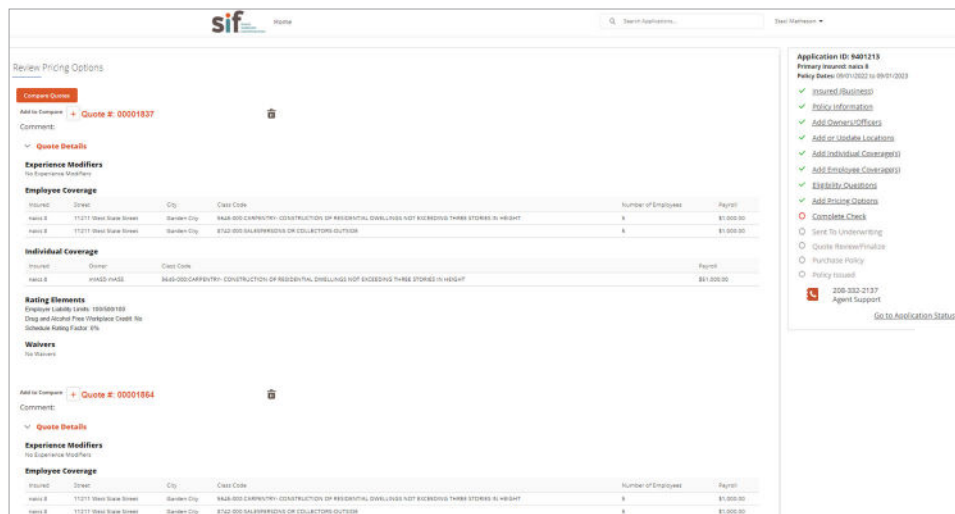 sif
Home
Search Applications...
Steel Matheson
Review Pricing Options
Compare Quotes
Add to Compare + Quote #: 00001837
Comment:
Quote Details
Experience Modifiers
No Experience Modifiers
Employee Coverage
Insured Street City Class Code Number of Employees Payroll
naics 8 11211 West State Street Garden City CARPENTRY- CONSTRUCTION OF RESIDENTIAL DWELLINGS NOT EXCEEDING THREE STORIES IN HEIGHT $1,000.00
naics 8 11211 West State Street Garden City 8742-000 SALESPERSONS OR COLLECTORS-OUTSIDE $1,000.00
Individual Coverage
Insured Owner Class Code Payroll
naics 8 CARPENTRY- CONSTRUCTION OF RESIDENTIAL DWELLINGS NOT EXCEEDING THREE STORIES IN HEIGHT $51,000.00
Rating Elements
Employer Liability Limits: 100/500/100
Drug and Alcohol Free Workplace Credit: No
Schedule Rating Factor: 0%
Waivers
No Waivers
Add to Compare + Quote #: 00001864
Comment:
Quote Details
Experience Modifiers
No Experience Modifiers
Employee Coverage
Insured Street City Class Code Number of Employees Payroll
naics 8 11211 West State Street Garden City CARPENTRY- CONSTRUCTION OF RESIDENTIAL DWELLINGS NOT EXCEEDING THREE STORIES IN HEIGHT $1,000.00
naics 8 11211 West State Street Garden City 8742-000 SALESPERSONS OR COLLECTORS-OUTSIDE $1,000.00
Application ID: 9401213
Primary Insured: naics 8
Policy Dates: 09/01/2022 to 09/01/2023
Insured (Business)
Policy Information
Add Owners/Officers
Add or Update Locations
Add Individual Coverage(s)
Add Employee Coverage(s)
Eligibility Questions
Add Pricing Options
Complete Check
Sent To Underwriting
Quote Review/Finalize
Purchase Policy
Policy Issued
208-332-2137
Agent Support
Go to Application Status